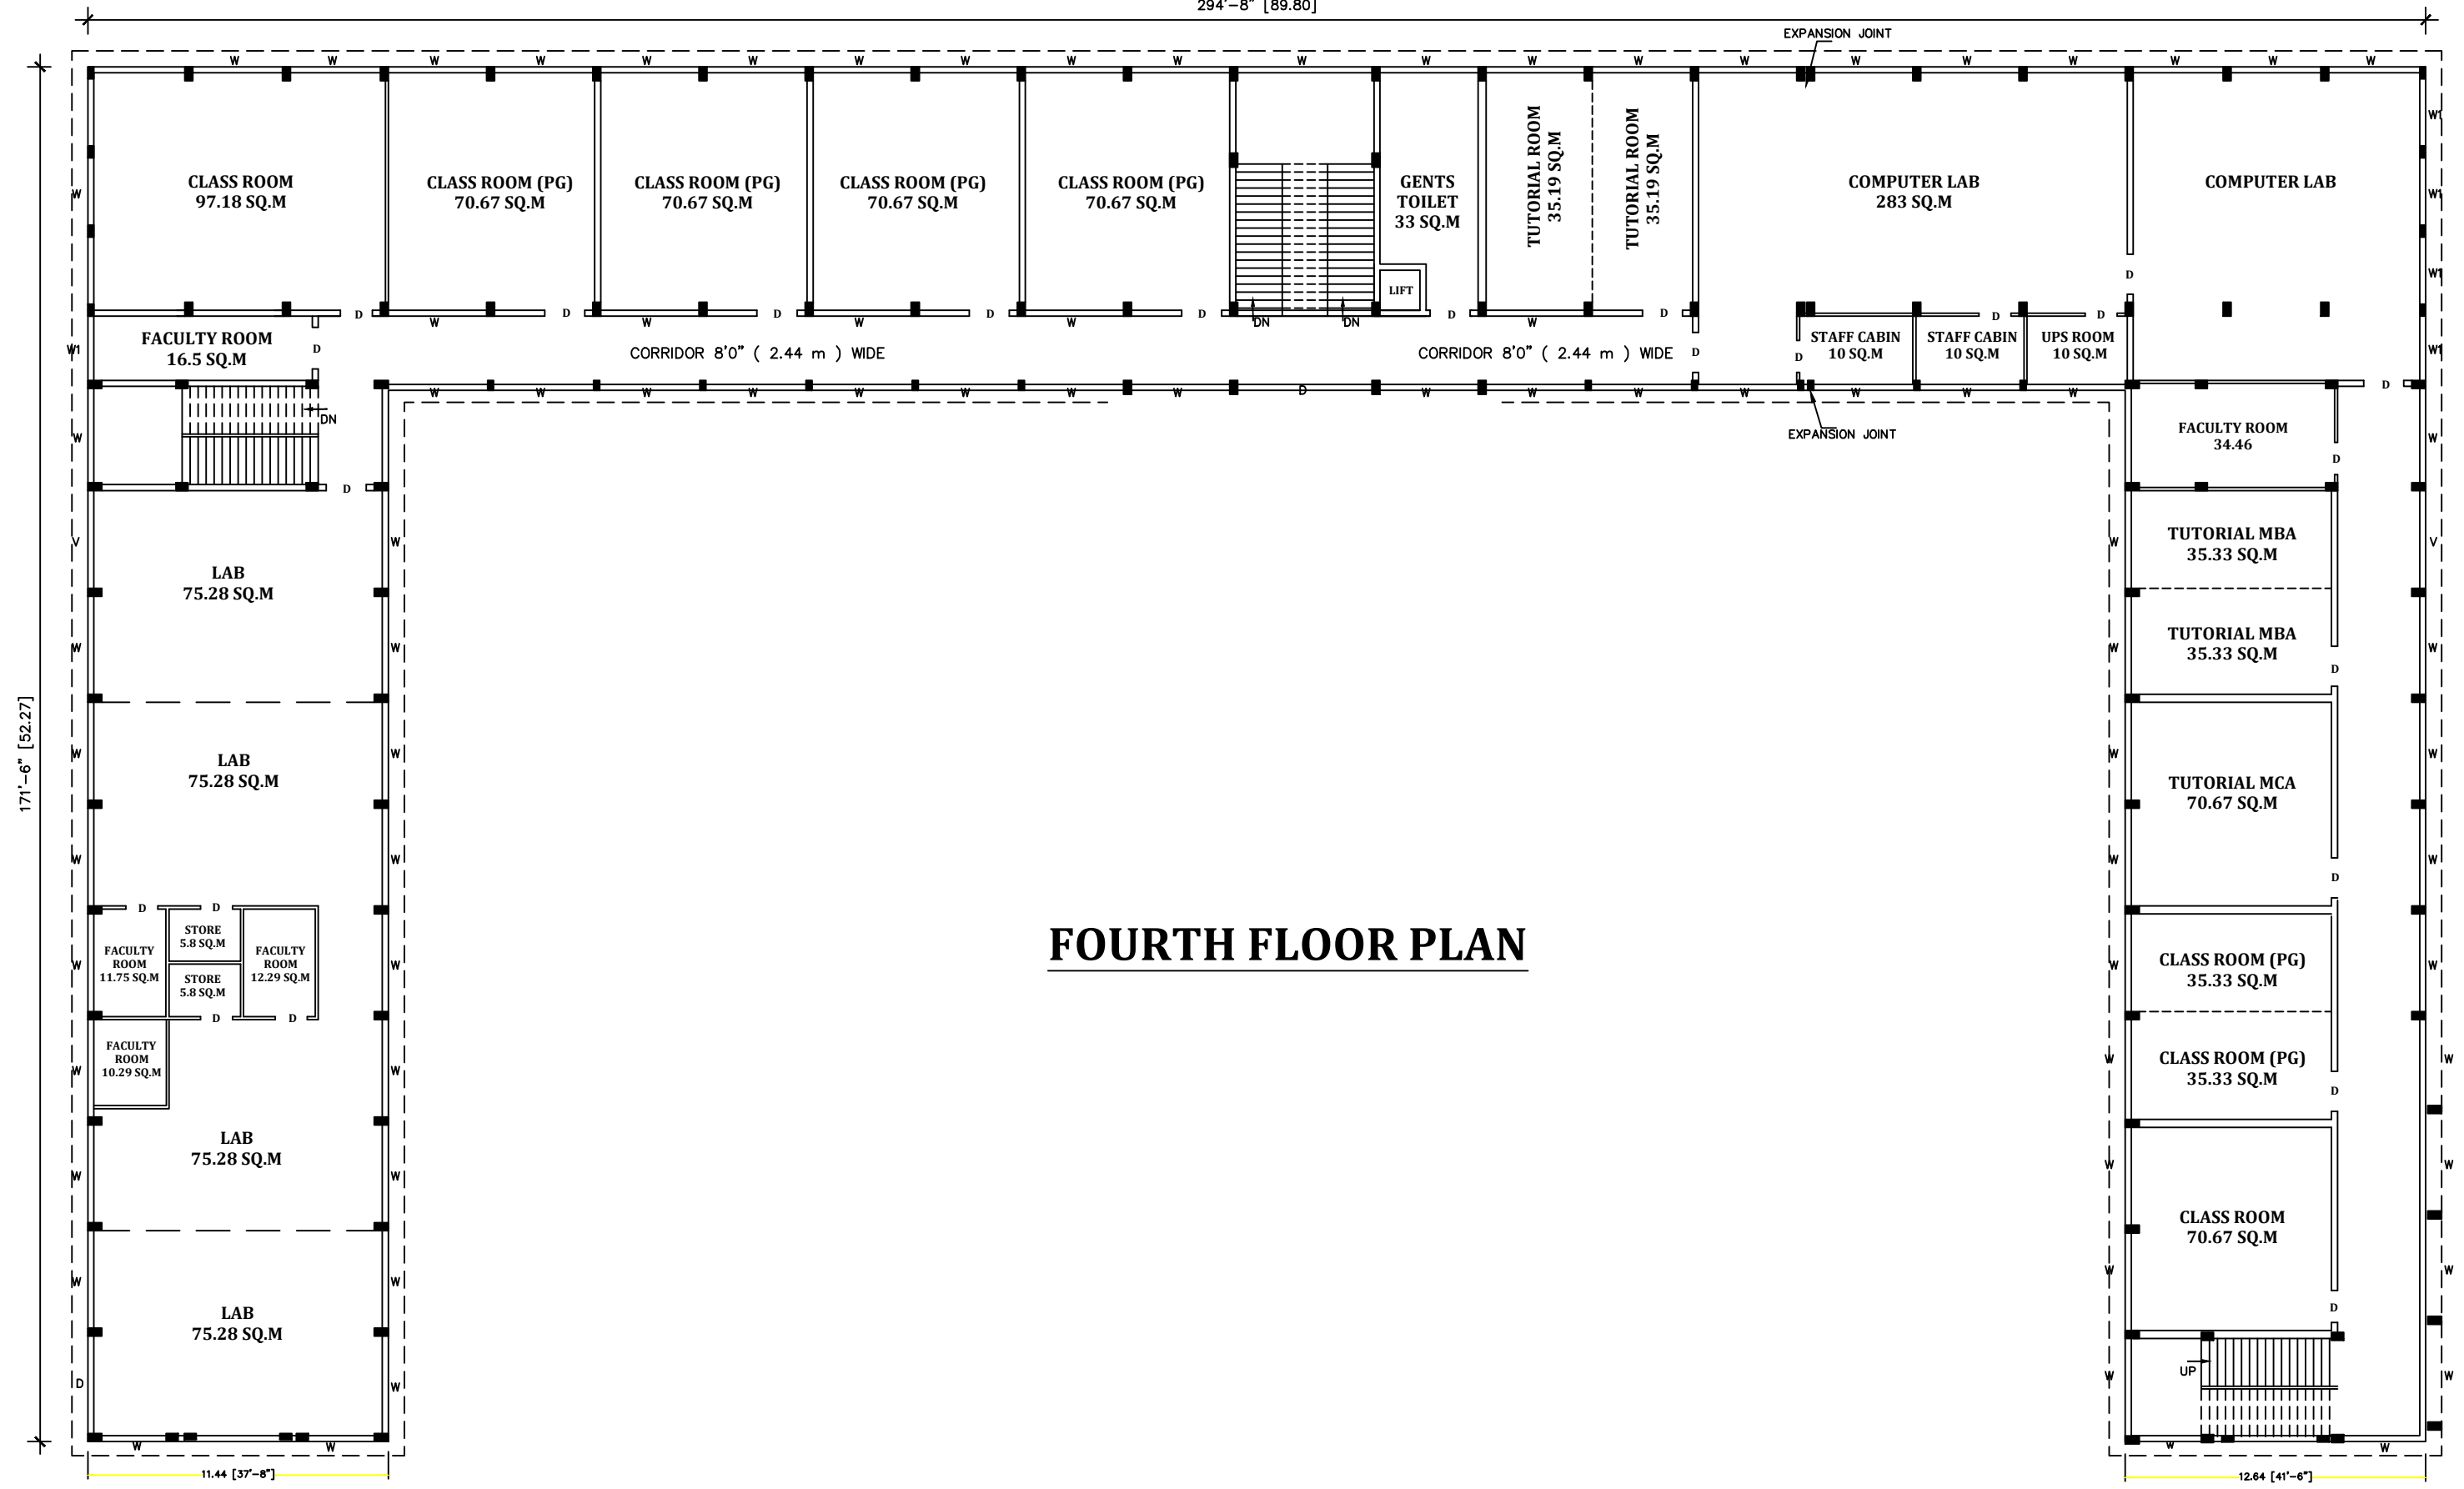 294'-8" [89.80]
EXPANSION JOINT
W W W W W W W W W W W W W W W W W W W W
CLASS ROOM
97.18 SQ.M
CLASS ROOM (PG)
70.67 SQ.M
CLASS ROOM (PG)
70.67 SQ.M
CLASS ROOM (PG)
70.67 SQ.M
CLASS ROOM (PG)
70.67 SQ.M
GENTS
TOILET
33 SQ.M
LIFT
TUTORIAL ROOM
35.19 SQ.M
TUTORIAL ROOM
35.19 SQ.M
COMPUTER LAB
283 SQ.M
COMPUTER LAB
W
W1
W1
W1
W1
D
D D D D D D D D D
W W W W W
DN DN
FACULTY ROOM
16.5 SQ.M
W1
D
CORRIDOR 8'0" ( 2.44 m ) WIDE
CORRIDOR 8'0" ( 2.44 m ) WIDE
D
D
STAFF CABIN
10 SQ.M
STAFF CABIN
10 SQ.M
UPS ROOM
10 SQ.M
W W W W W W W W D W W W W W W W
D
DN
D
EXPANSION JOINT
FACULTY ROOM
34.46
D
W
W
171'-6" [52.27]
LAB
75.28 SQ.M
LAB
75.28 SQ.M
D
D
FACULTY
ROOM
11.75 SQ.M
STORE
5.8 SQ.M
STORE
5.8 SQ.M
FACULTY
ROOM
12.29 SQ.M
D
D
FACULTY
ROOM
10.29 SQ.M
LAB
75.28 SQ.M
LAB
75.28 SQ.M
V
W
W
W
W
W
W
W
D
W
W
W
W
W
W
W
W
W
W W
11.44 [37'-8"]
FOURTH FLOOR PLAN
TUTORIAL MBA
35.33 SQ.M
TUTORIAL MBA
35.33 SQ.M
D
TUTORIAL MCA
70.67 SQ.M
D
CLASS ROOM (PG)
35.33 SQ.M
CLASS ROOM (PG)
35.33 SQ.M
D
CLASS ROOM
70.67 SQ.M
D
UP
W
W
W
W
W
W
W
W
W
V
W
W
W
W
W
W
W
W
W W
12.64 [41'-6"]